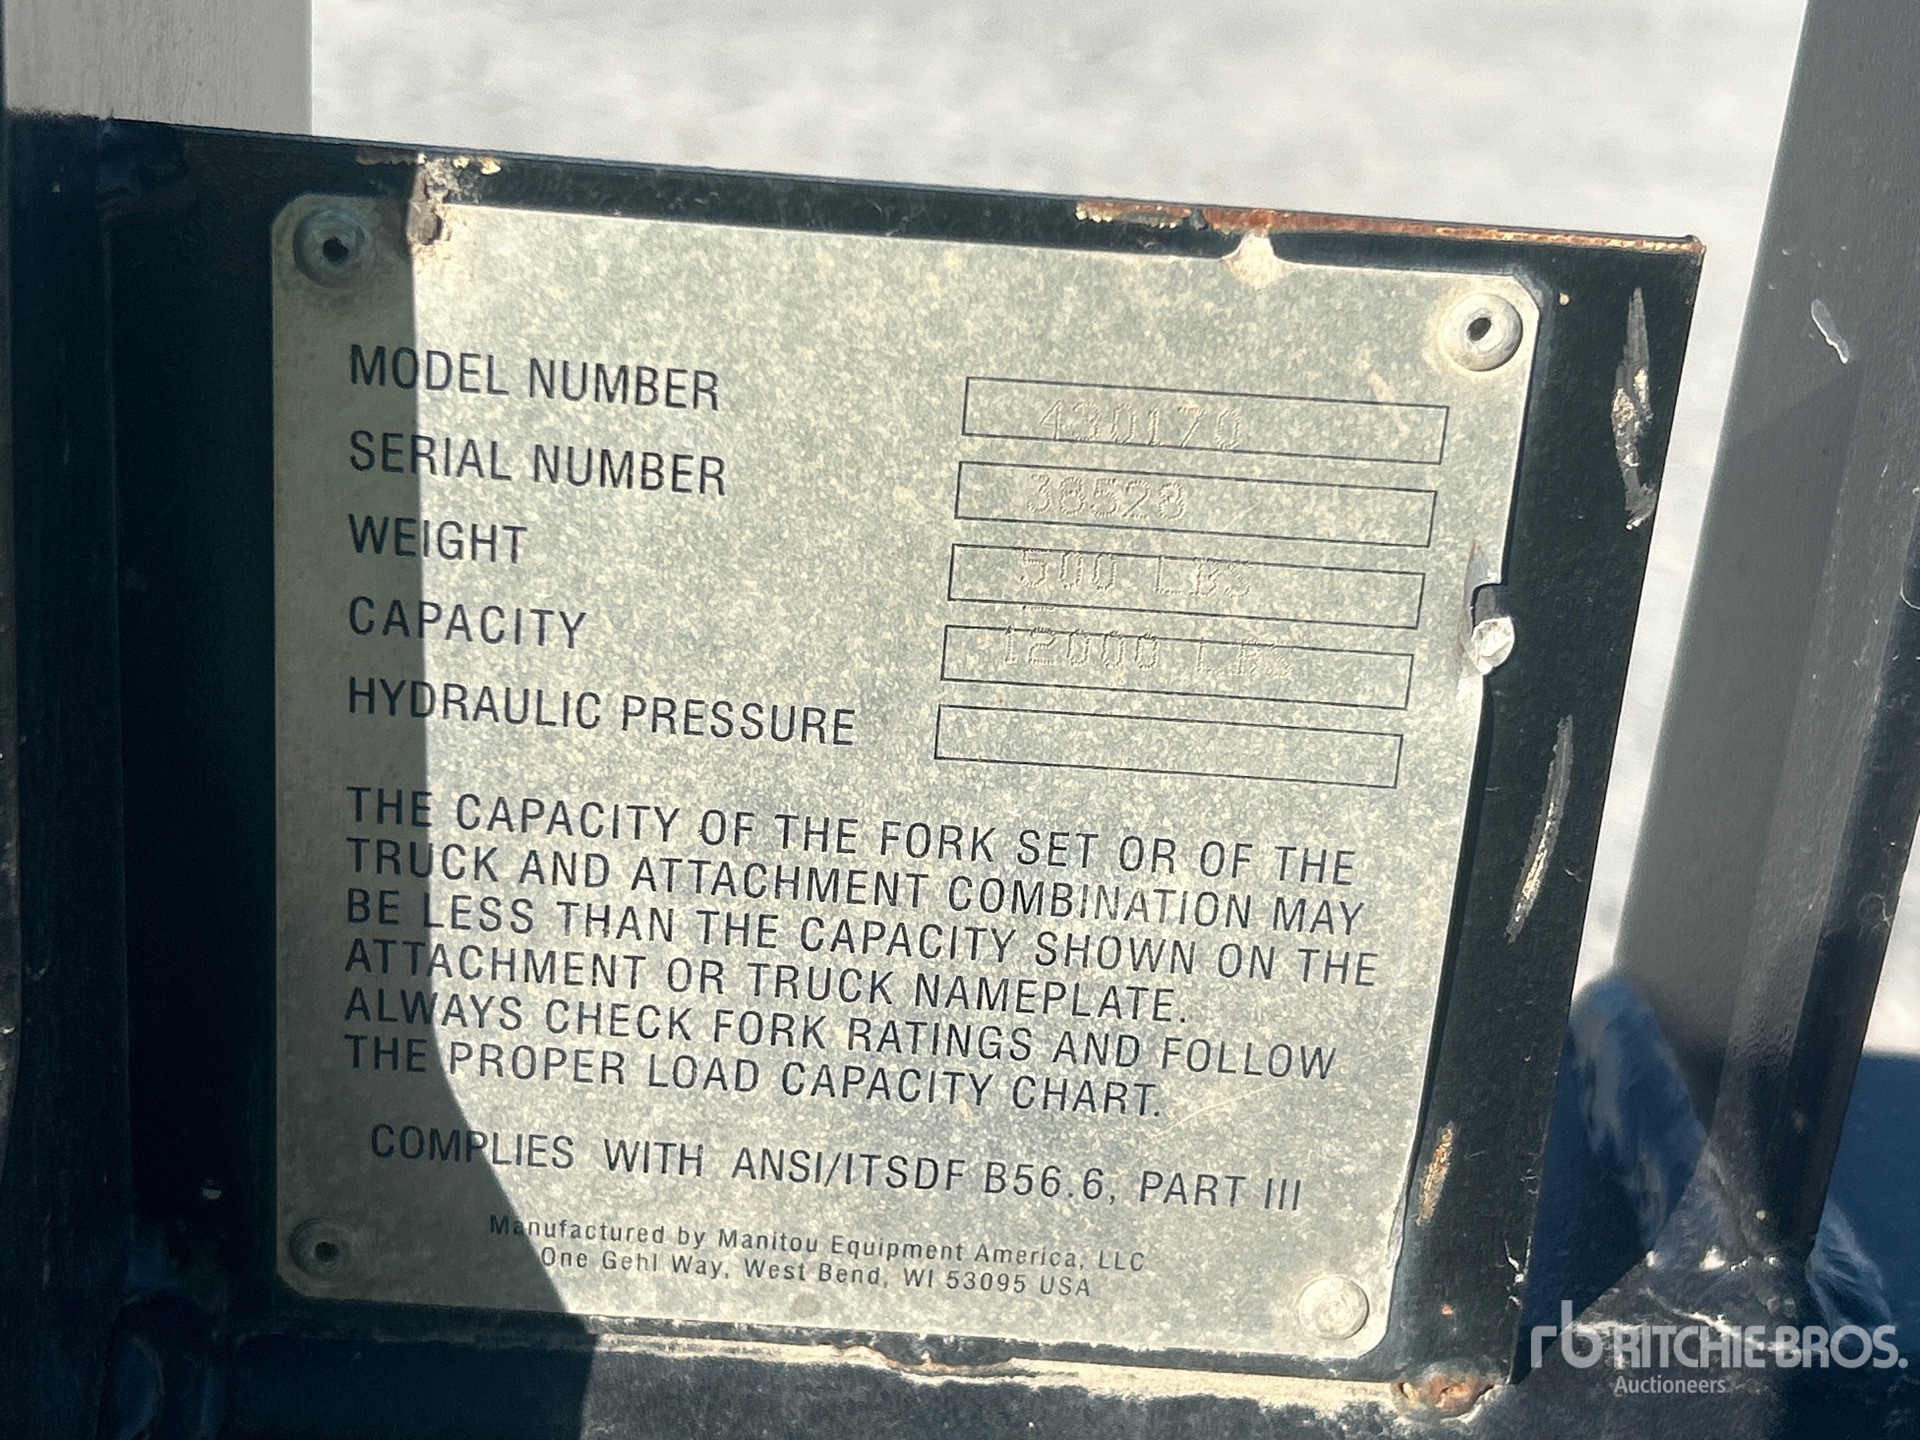 MODEL NUMBER 430170
SERIAL NUMBER 38528
WEIGHT 500 LBS
CAPACITY 12000 LBS
HYDRAULIC PRESSURE
THE CAPACITY OF THE FORK SET OR OF THE
TRUCK AND ATTACHMENT COMBINATION MAY
BE LESS THAN THE CAPACITY SHOWN ON THE
ATTACHMENT OR TRUCK NAMEPLATE.
ALWAYS CHECK FORK RATINGS AND FOLLOW
THE PROPER LOAD CAPACITY CHART.
COMPLIES WITH ANSI/ITSDF B56.6, PART III
Manufactured by Manitou Equipment America, LLC
One Gehl Way, West Bend, WI 53095 USA
rb RITCHIE BROS.
Auctioneers